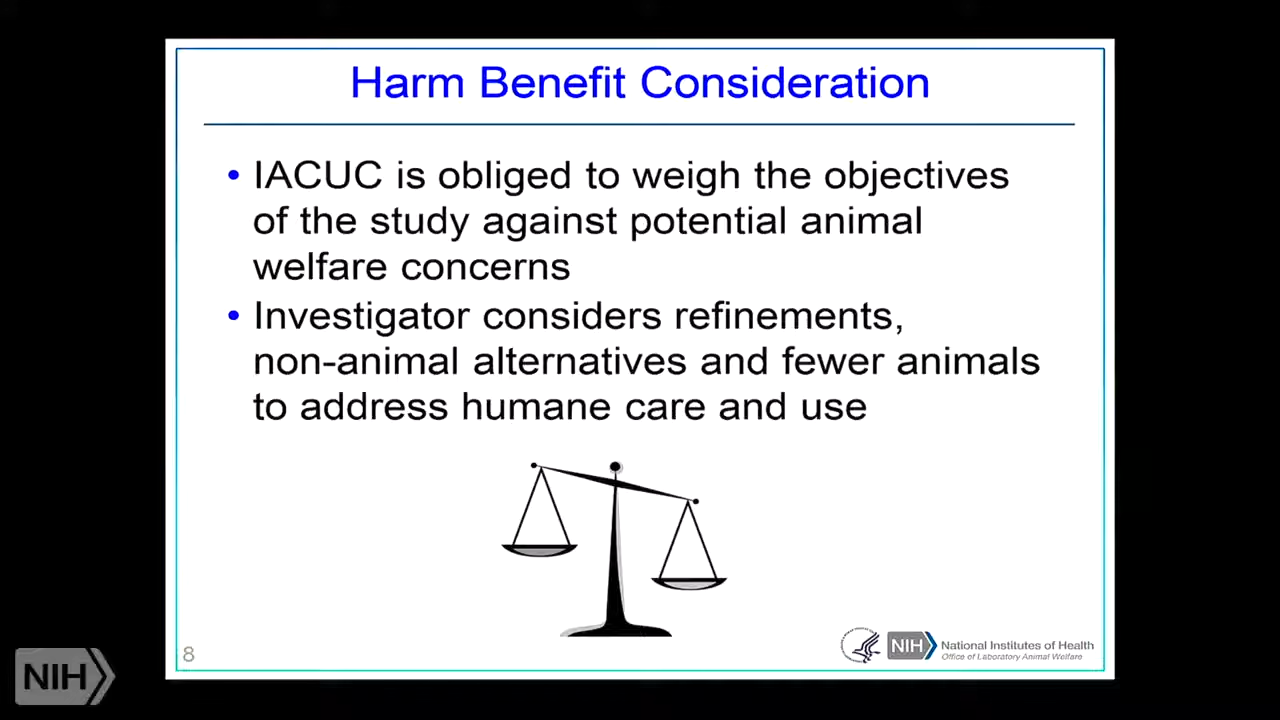 Harm Benefit Consideration
• IACUC is obliged to weigh the objectives
of the study against potential animal
welfare concerns
• Investigator considers refinements,
non-animal alternatives and fewer animals
to address humane care and use
8
NIH
National Institutes of Health
Office of Laboratory Animal Welfare
NIH